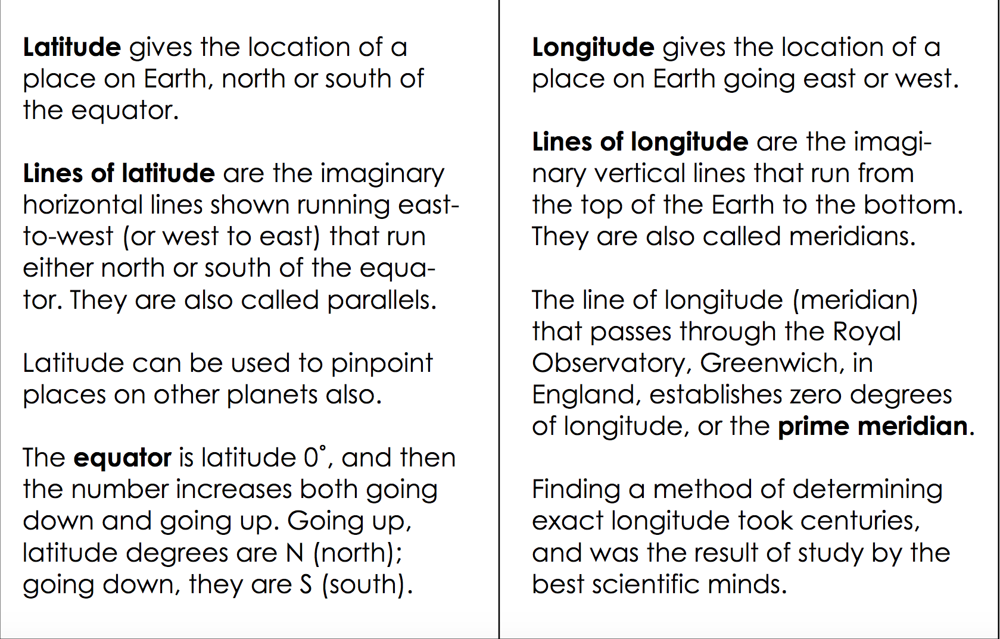 Latitude gives the location of a
place on Earth, north or south of
the equator.
Lines of latitude are the imaginary
horizontal lines shown running east-
to-west (or west to east) that run
either north or south of the equa-
tor. They are also called parallels.
Latitude can be used to pinpoint
places on other planets also.
The equator is latitude 0˚, and then
the number increases both going
down and going up. Going up,
latitude degrees are N (north);
going down, they are S (south).
Longitude gives the location of a
place on Earth going east or west.
Lines of longitude are the imagi-
nary vertical lines that run from
the top of the Earth to the bottom.
They are also called meridians.
The line of longitude (meridian)
that passes through the Royal
Observatory, Greenwich, in
England, establishes zero degrees
of longitude, or the prime meridian.
Finding a method of determining
exact longitude took centuries,
and was the result of study by the
best scientific minds.